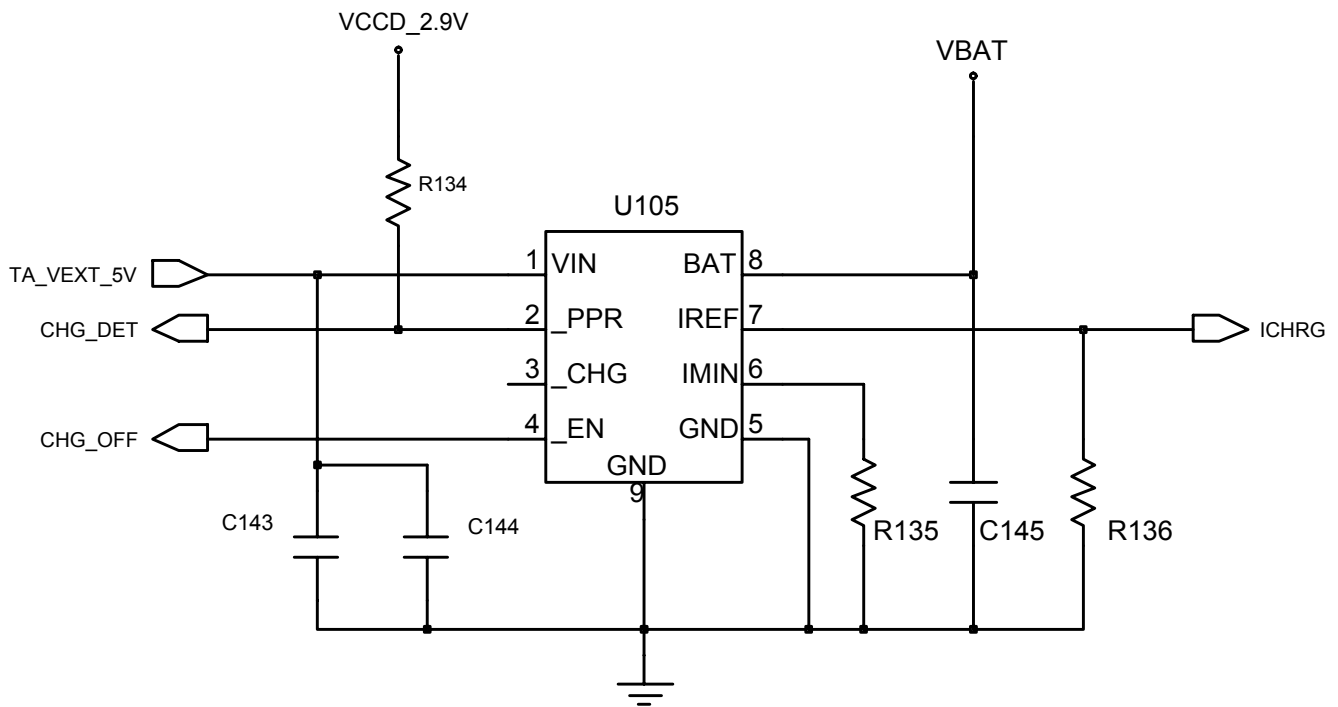 VCCD_2.9V
VBAT
R134
U105
TA_VEXT_5V
1 VIN
BAT 8
CHG_DET
2 _PPR
IREF 7
ICHRG
3 _CHG
IMIN 6
CHG_OFF
4 _EN
GND 5
GND
9
C143
C144
R135
C145
R136